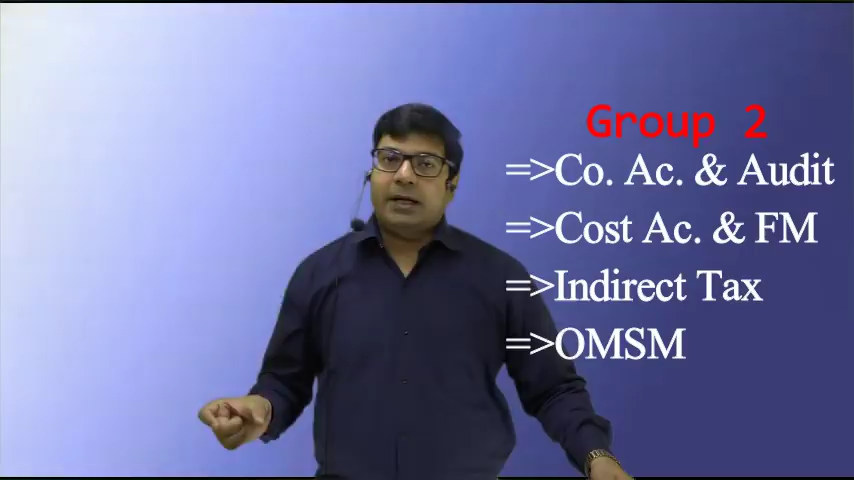 Group 2
=>Co. Ac. & Audit
=>Cost Ac. & FM
=>Indirect Tax
=>OMSM